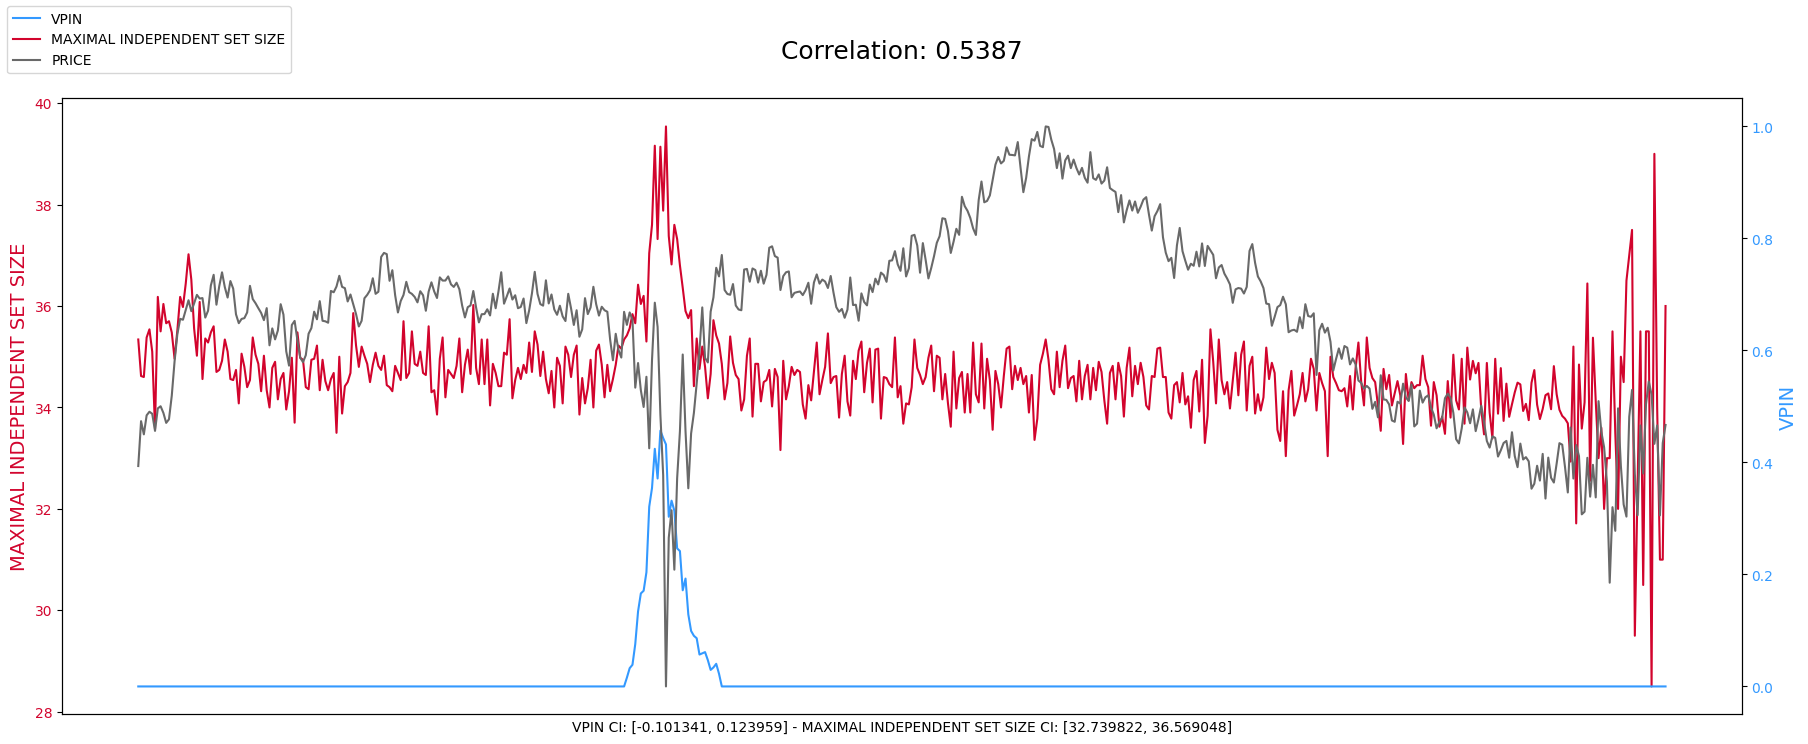 VPIN
MAXIMAL INDEPENDENT SET SIZE
PRICE
Correlation: 0.5387
MAXIMAL INDEPENDENT SET SIZE
40
38
36
34
32
30
28
1.0
0.8
0.6
0.4
0.2
0.0
VPIN
VPIN CI: [-0.101341, 0.123959] - MAXIMAL INDEPENDENT SET SIZE CI: [32.739822, 36.569048]